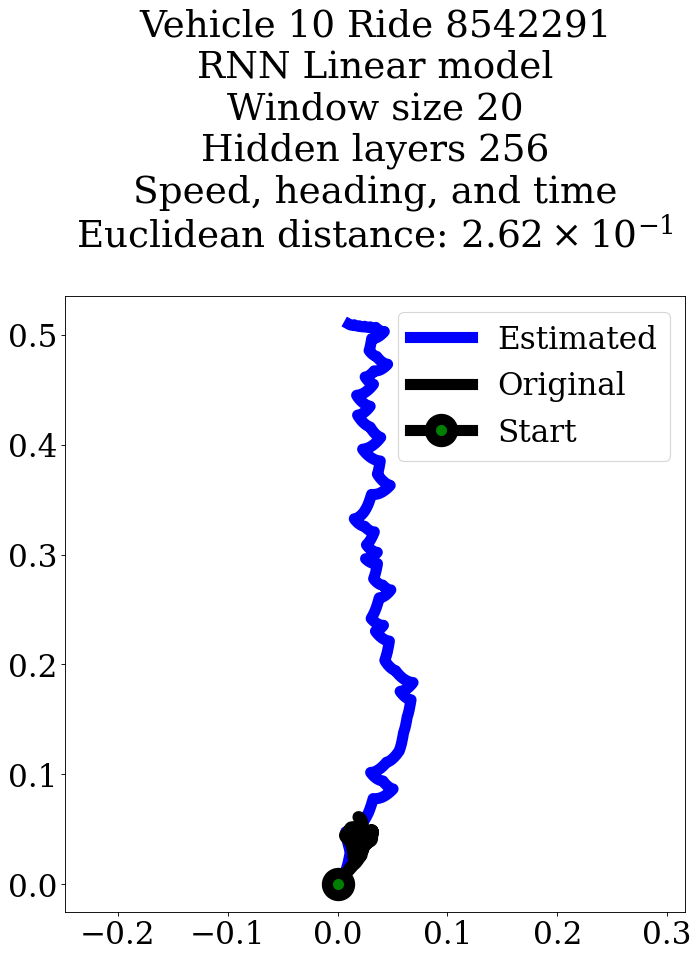 Vehicle 10 Ride 8542291
RNN Linear model
Window size 20
Hidden layers 256
Speed, heading, and time
Euclidean distance: 2.62 × 10⁻¹
Estimated
Original
Start
0.5
0.4
0.3
0.2
0.1
0.0
−0.2 −0.1 0.0 0.1 0.2 0.3